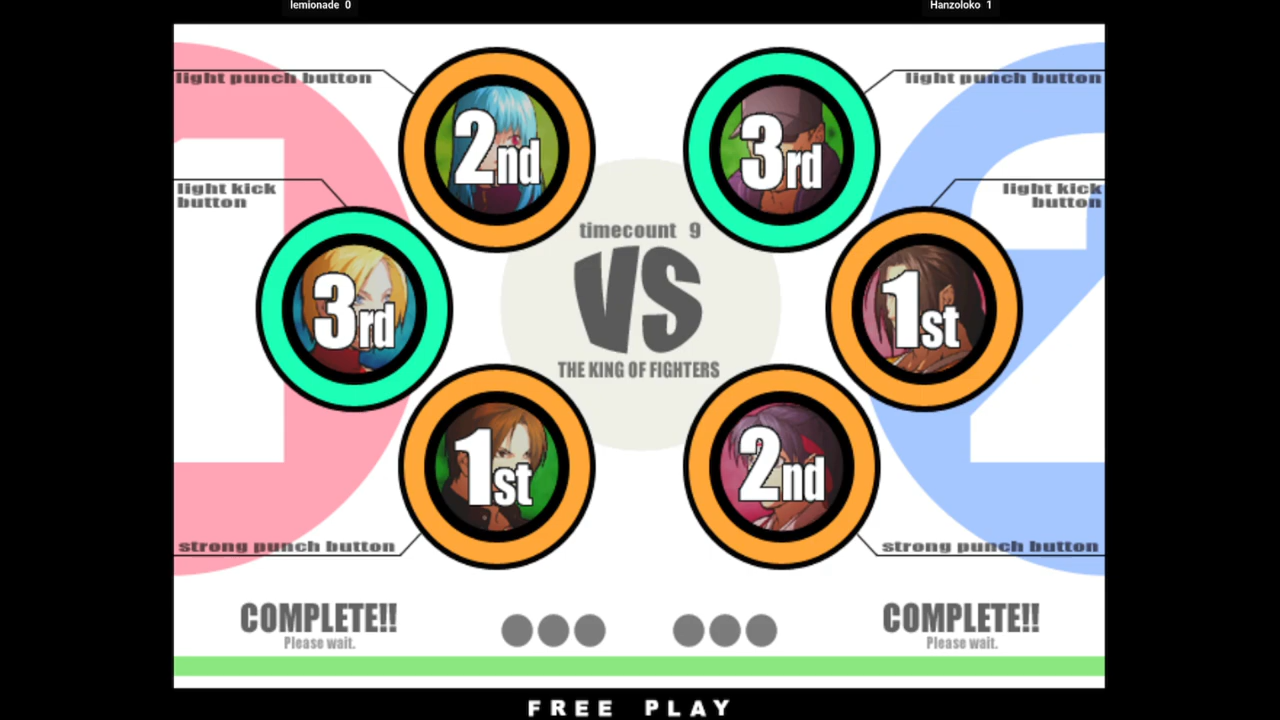 lemionade 0
Hanzoloko 1
light punch button
light punch button
2nd
3rd
light kick
button
light kick
button
timecount 9
VS
THE KING OF FIGHTERS
3rd
1st
1st
2nd
strong punch button
strong punch button
COMPLETE!!
Please wait.
COMPLETE!!
Please wait.
1
2
FREE PLAY